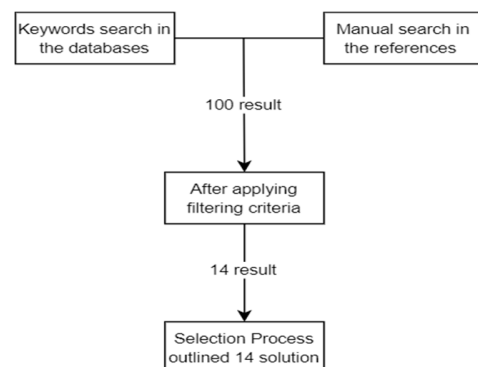 Keywords search in
the databases
Manual search in
the references
100 result
After applying
filtering criteria
14 result
Selection Process
outlined 14 solution